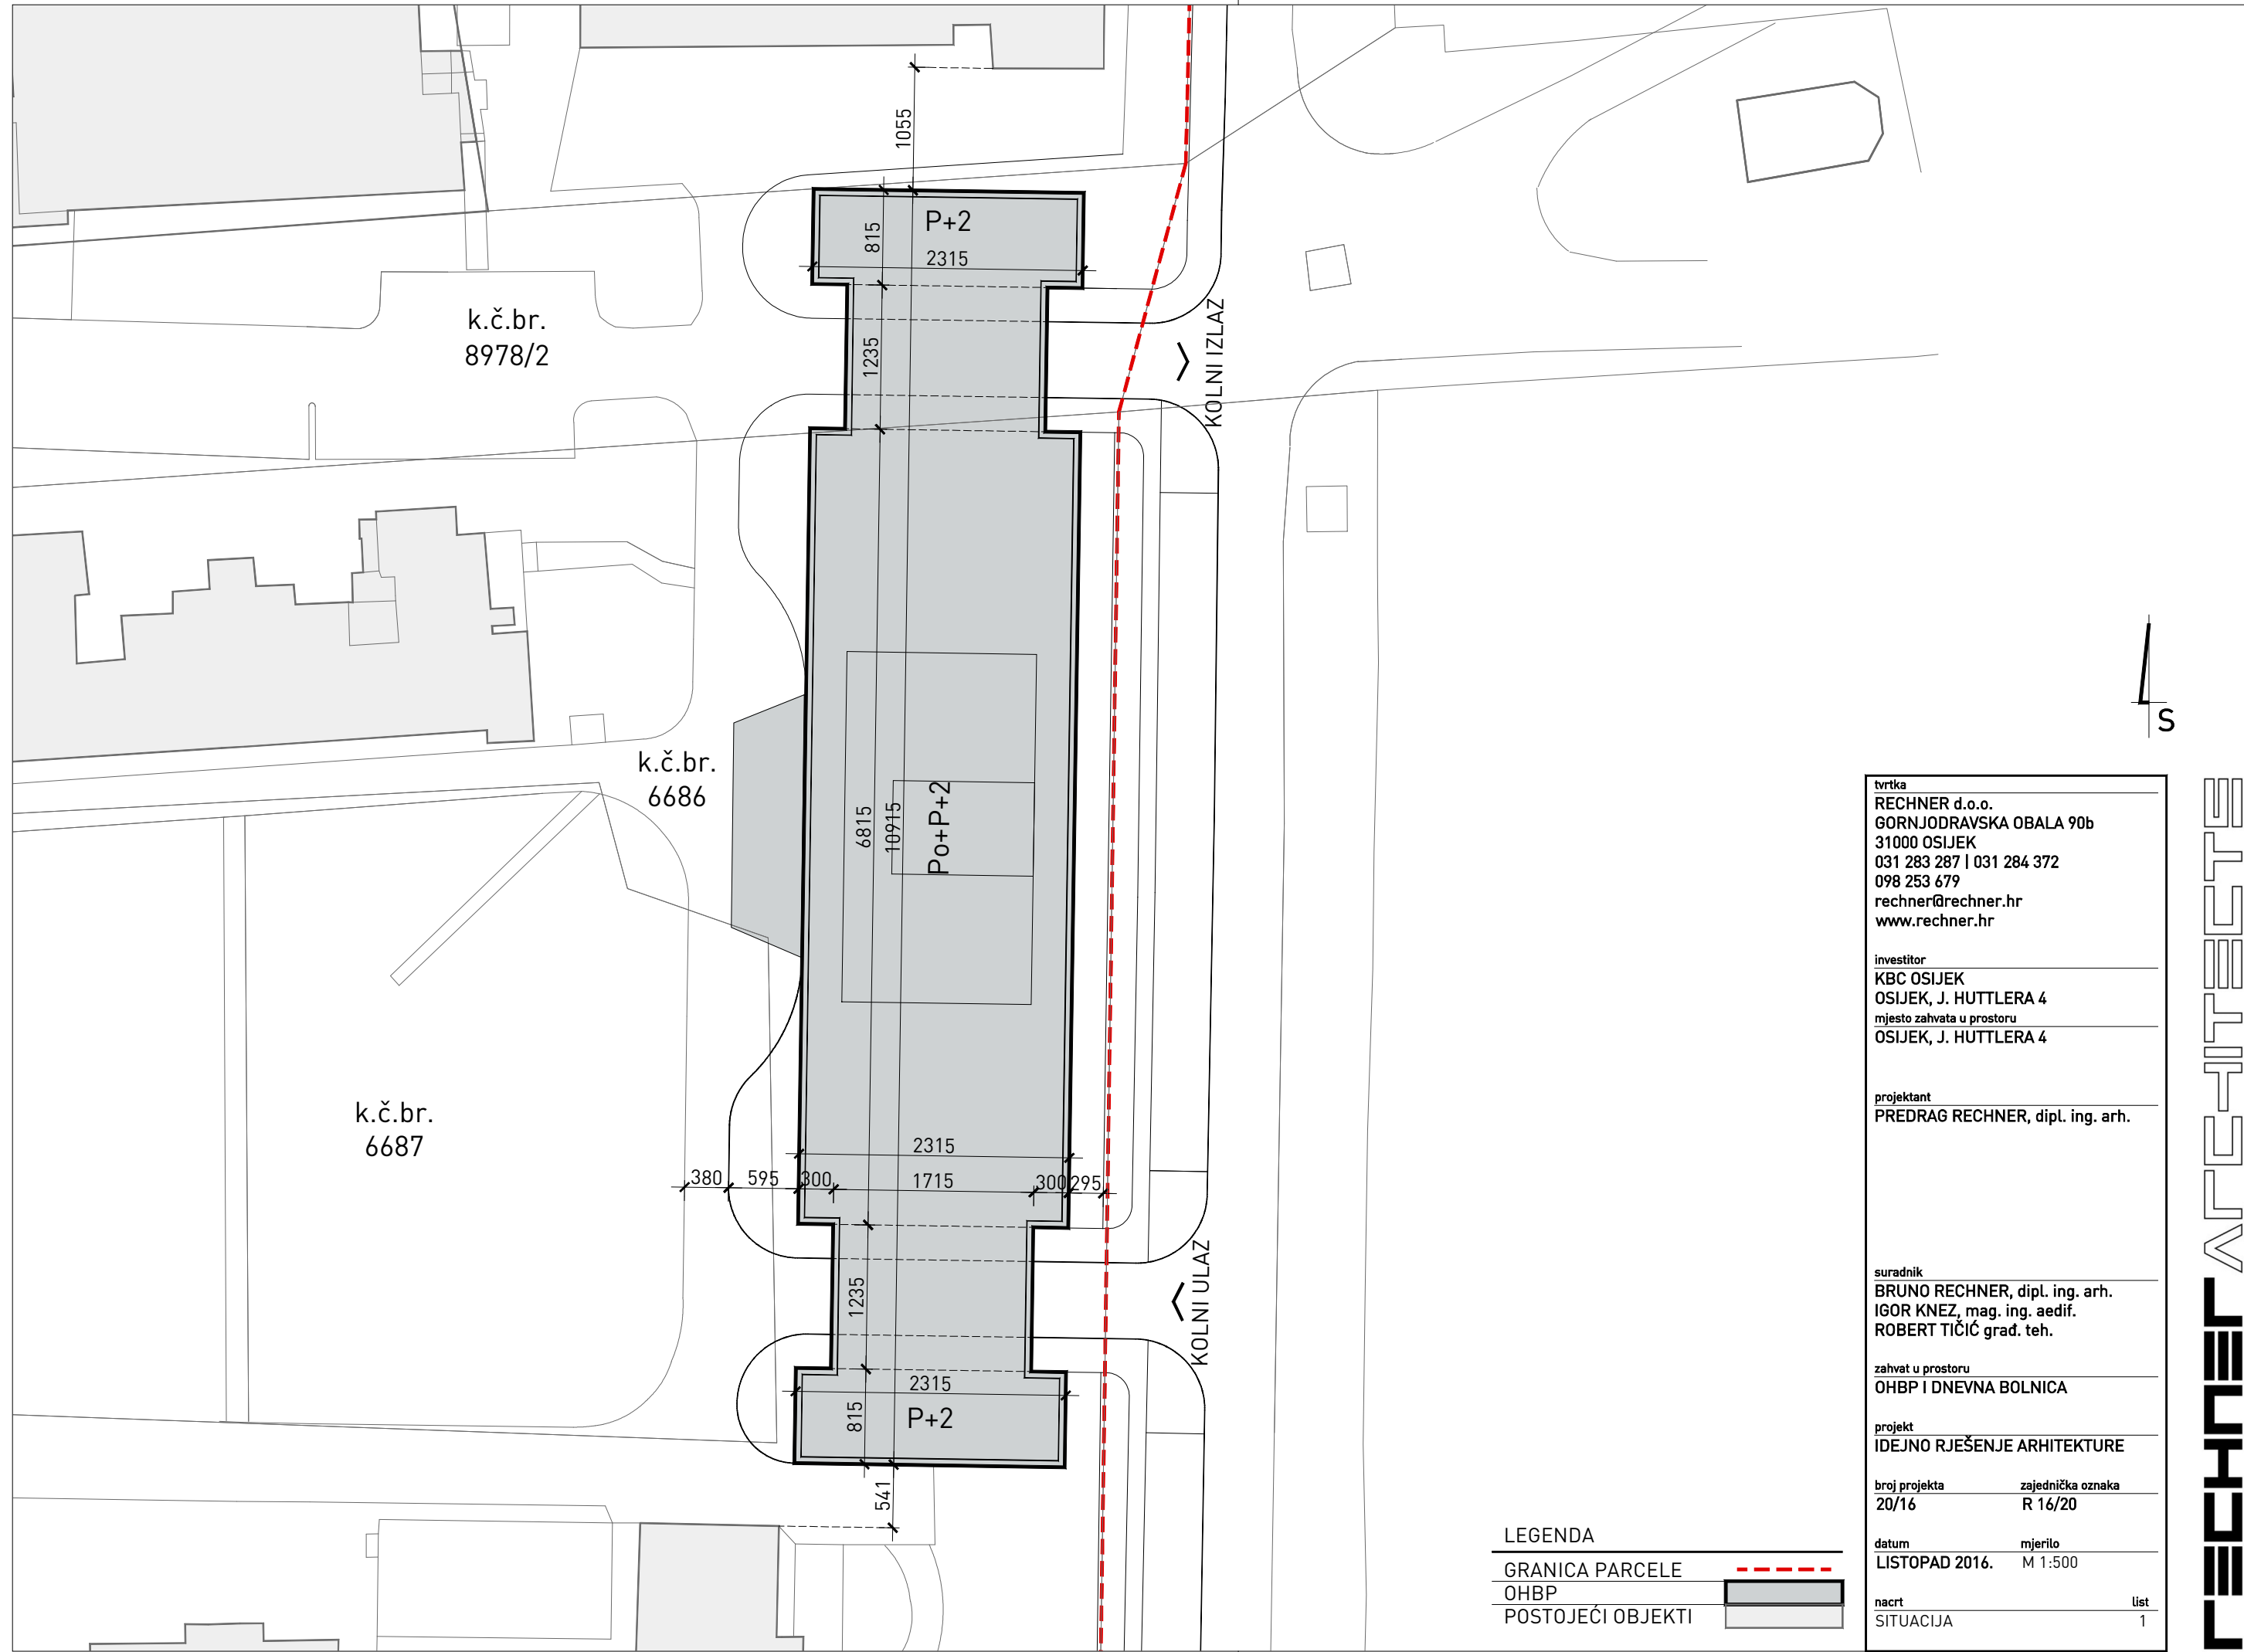 1055
P+2
815
2315
k.č.br.
8978/2
1235
KOLNI IZLAZ
k.č.br.
6686
6815
10915
Po+P+2
k.č.br.
6687
2315
380
595
300
1715
300
295
1235
KOLNI ULAZ
2315
815
P+2
541
S
LEGENDA
GRANICA PARCELE
OHBP
POSTOJEĆI OBJEKTI
tvrtka
RECHNER d.o.o.
GORNJODRAVSKA OBALA 90b
31000 OSIJEK
031 283 287 | 031 284 372
098 253 679
rechner@rechner.hr
www.rechner.hr
investitor
KBC OSIJEK
OSIJEK, J. HUTTLERA 4
mjesto zahvata u prostoru
OSIJEK, J. HUTTLERA 4
projektant
PREDRAG RECHNER, dipl. ing. arh.
suradnik
BRUNO RECHNER, dipl. ing. arh.
IGOR KNEZ, mag. ing. aedif.
ROBERT TIČIĆ građ. teh.
zahvat u prostoru
OHBP I DNEVNA BOLNICA
projekt
IDEJNO RJEŠENJE ARHITEKTURE
broj projekta zajednička oznaka
20/16 R 16/20
datum mjerilo
LISTOPAD 2016. M 1:500
nacrt list
SITUACIJA 1
RECHNER ARCHITECTS